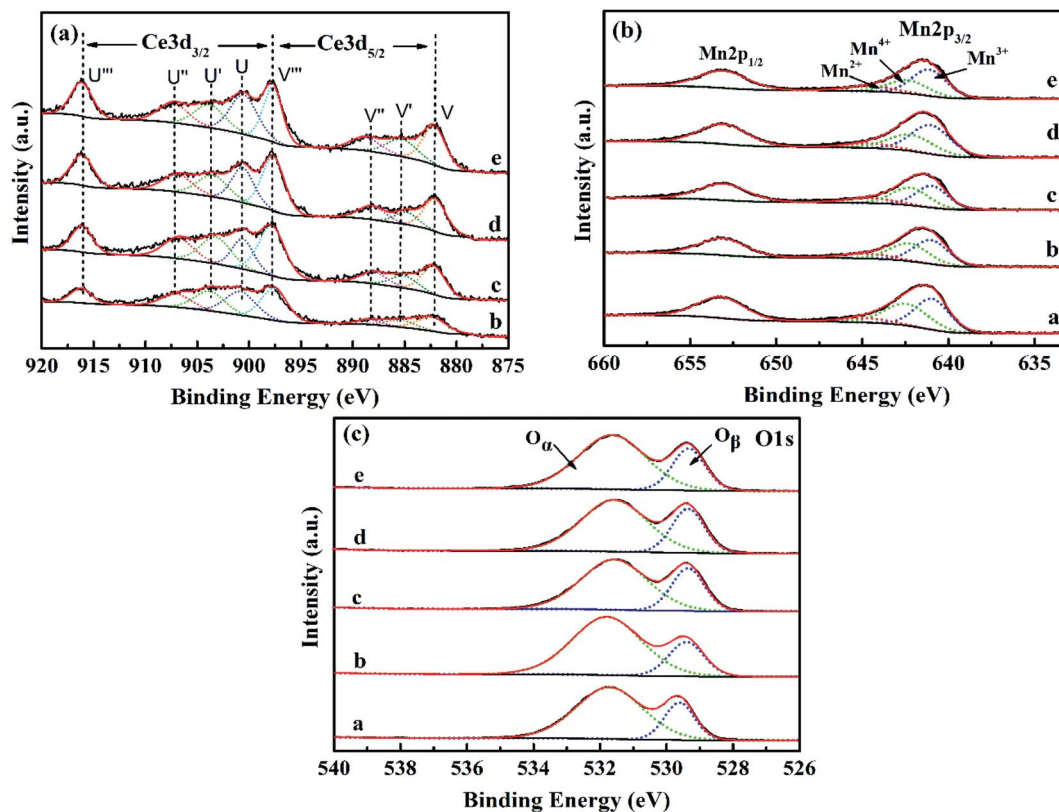 (a)
Ce3d3/2
Ce3d5/2
U'''
U''
U'
U
V'''
V''
V'
V
e
d
c
b
920 915 910 905 900 895 890 885 880 875
Binding Energy (eV)
Intensity (a.u.)
(b)
Mn2p1/2
Mn2p3/2
Mn4+
Mn2+
Mn3+
e
d
c
b
a
660 655 650 645 640 635
Binding Energy (eV)
Intensity (a.u.)
(c)
Oα
Oβ O1s
e
d
c
b
a
540 538 536 534 532 530 528 526
Binding Energy (eV)
Intensity (a.u.)